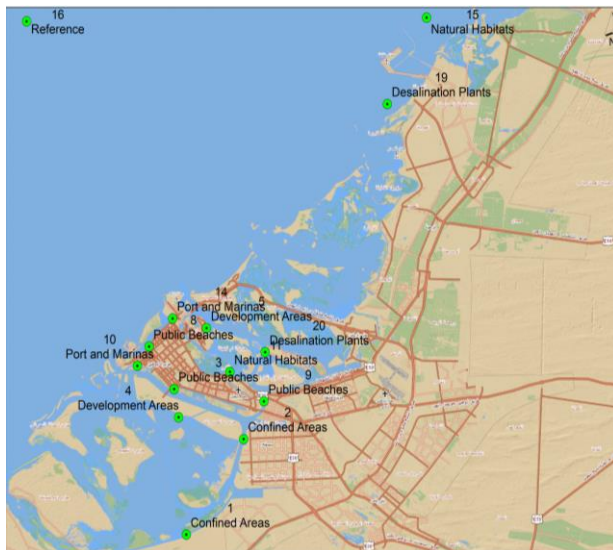 16
Reference
15
Natural Habitats
19
Desalination Plants
14
Port and Marinas
5
Development Areas
8
Public Beaches
20
Desalination Plants
10
Port and Marinas
11
Natural Habitats
3
Public Beaches
9
Public Beaches
4
Development Areas
2
Confined Areas
1
Confined Areas